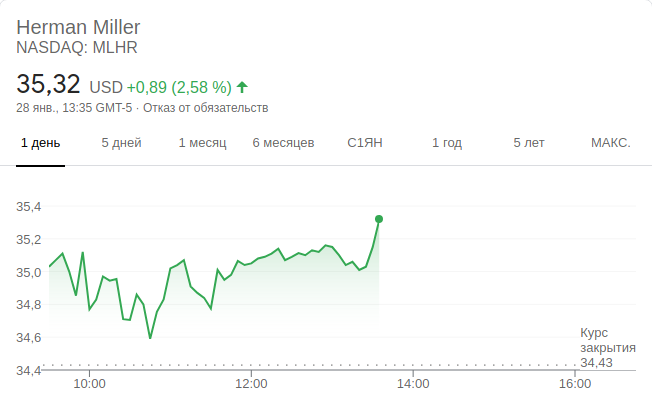 Herman Miller
NASDAQ: MLHR
35,32 USD +0,89 (2,58 %)
28 янв., 13:35 GMT-5 · Отказ от обязательств
1 день 5 дней 1 месяц 6 месяцев С1ЯН 1 год 5 лет МАКС.
35,4
35,2
35,0
34,8
34,6
Курс
закрытия
34,43
34,4
10:00 12:00 14:00 16:00